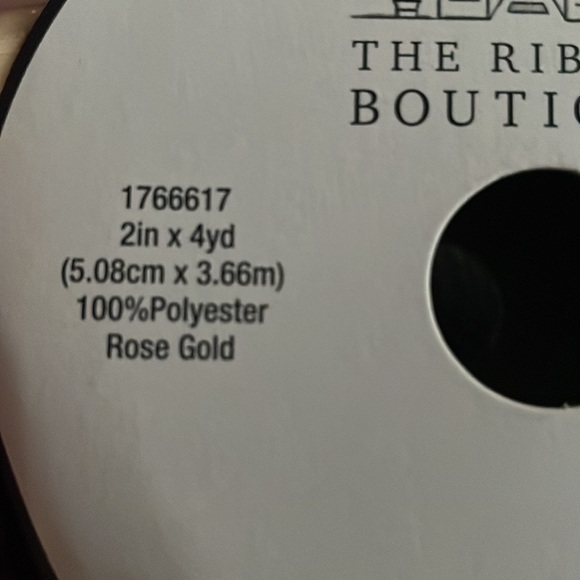 THE RIB
BOUTI
1766617
2in x 4yd
(5.08cm x 3.66m)
100%Polyester
Rose Gold